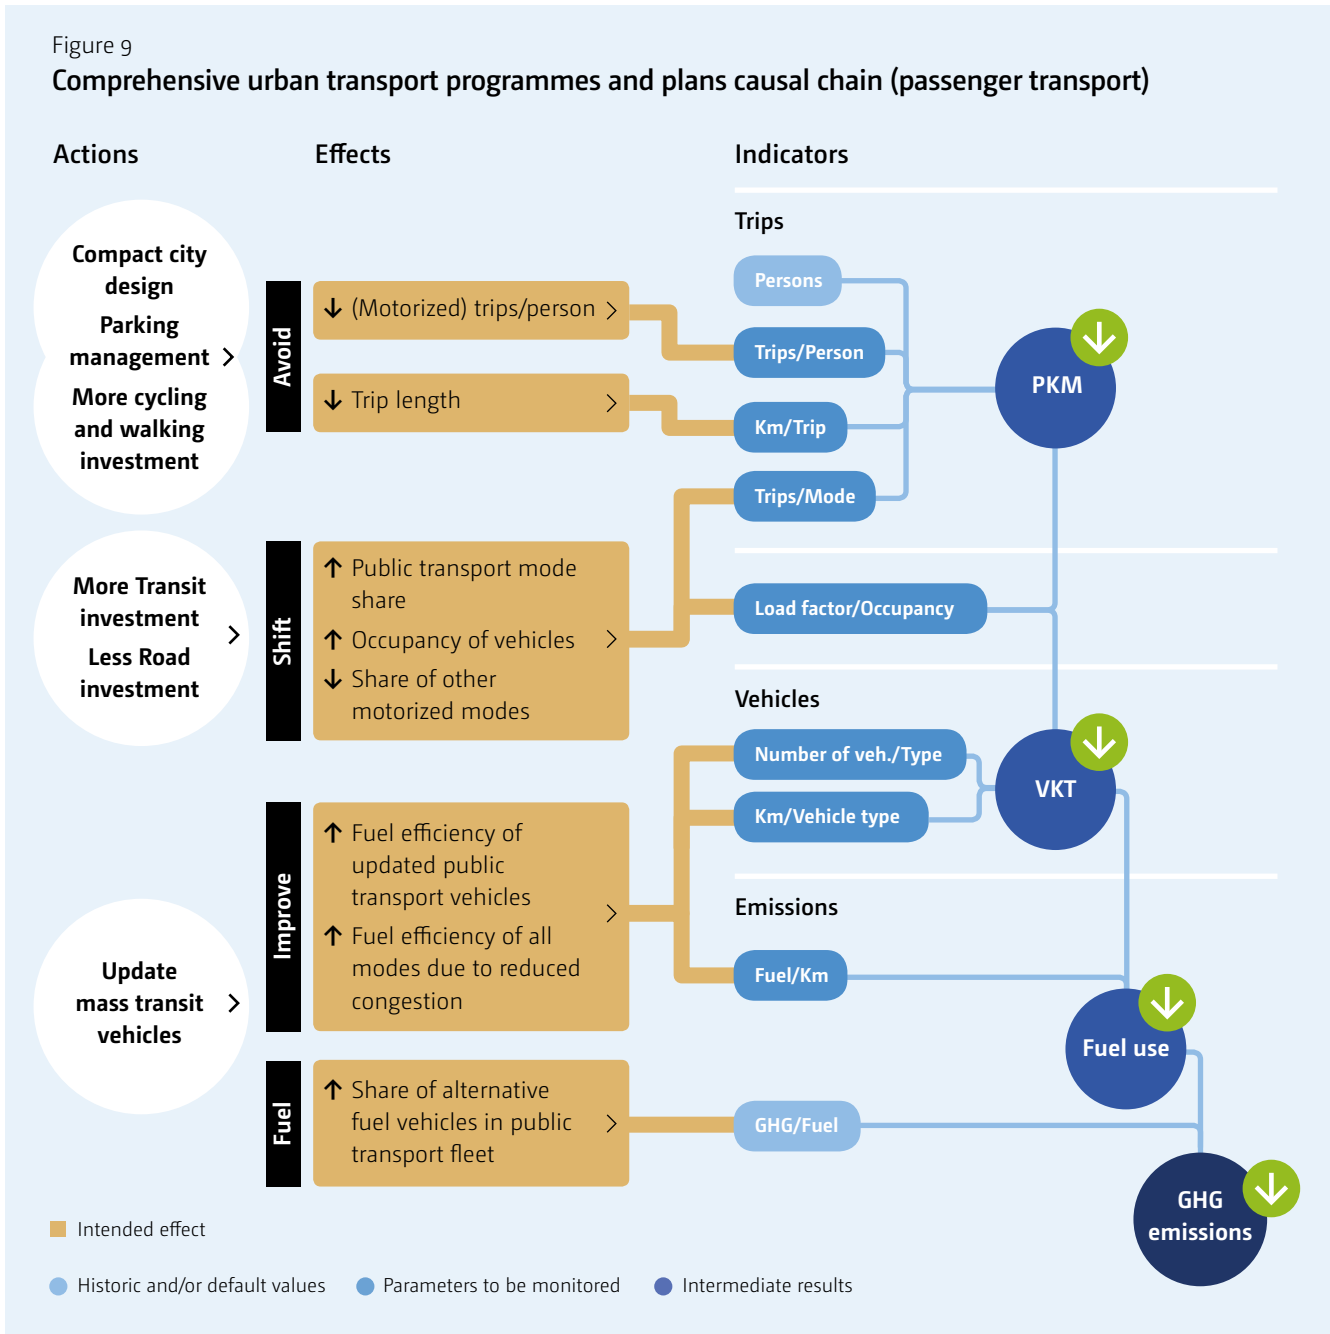 Figure 9
Comprehensive urban transport programmes and plans causal chain (passenger transport)
Actions
Effects
Indicators
Compact city
design
Parking
management
More cycling
and walking
investment
Avoid
↓ (Motorized) trips/person
↓ Trip length
Trips
Persons
Trips/Person
Km/Trip
Trips/Mode
PKM
More Transit
investment
Less Road
investment
Shift
↑ Public transport mode
share
↑ Occupancy of vehicles
↓ Share of other
motorized modes
Load factor/Occupancy
Vehicles
Number of veh./Type
Km/Vehicle type
VKT
Update
mass transit
vehicles
Improve
↑ Fuel efficiency of
updated public
transport vehicles
↑ Fuel efficiency of all
modes due to reduced
congestion
Emissions
Fuel/Km
Fuel use
Fuel
↑ Share of alternative
fuel vehicles in public
transport fleet
GHG/Fuel
GHG
emissions
Intended effect
Historic and/or default values
Parameters to be monitored
Intermediate results